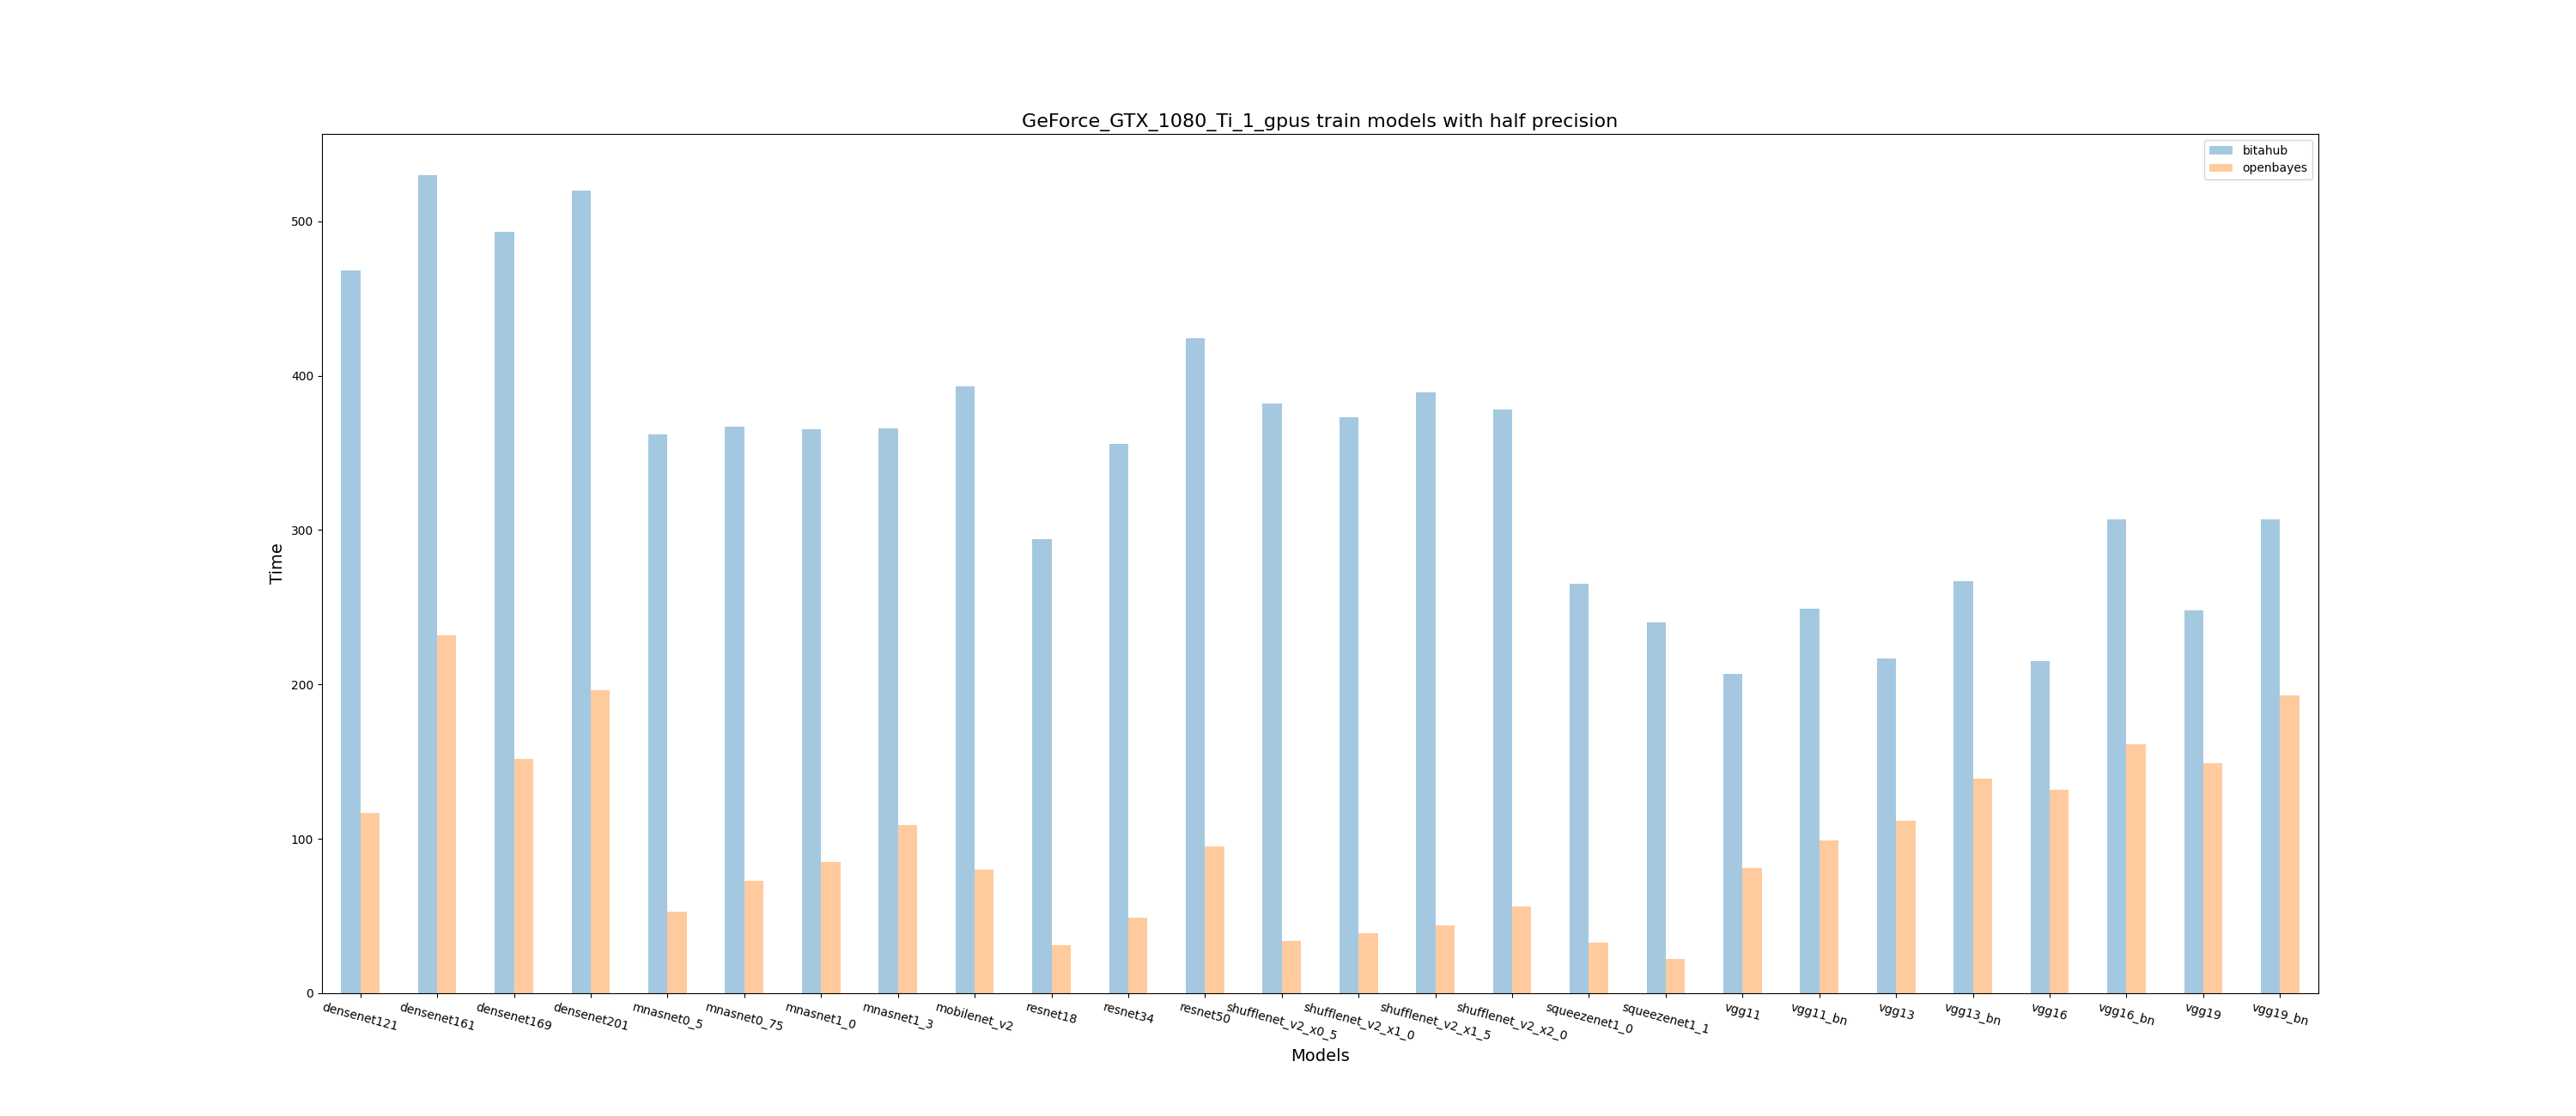 GeForce_GTX_1080_Ti_1_gpus train models with half precision
bitahub
openbayes
500
400
300
200
100
0
Time
densenet121
densenet161
densenet169
densenet201
mnasnet0_5
mnasnet0_75
mnasnet1_0
mnasnet1_3
mobilenet_v2
resnet18
resnet34
resnet50
shufflenet_v2_x0_5
shufflenet_v2_x1_0
shufflenet_v2_x1_5
shufflenet_v2_x2_0
squeezenet1_0
squeezenet1_1
vgg11
vgg11_bn
vgg13
vgg13_bn
vgg16
vgg16_bn
vgg19
vgg19_bn
Models